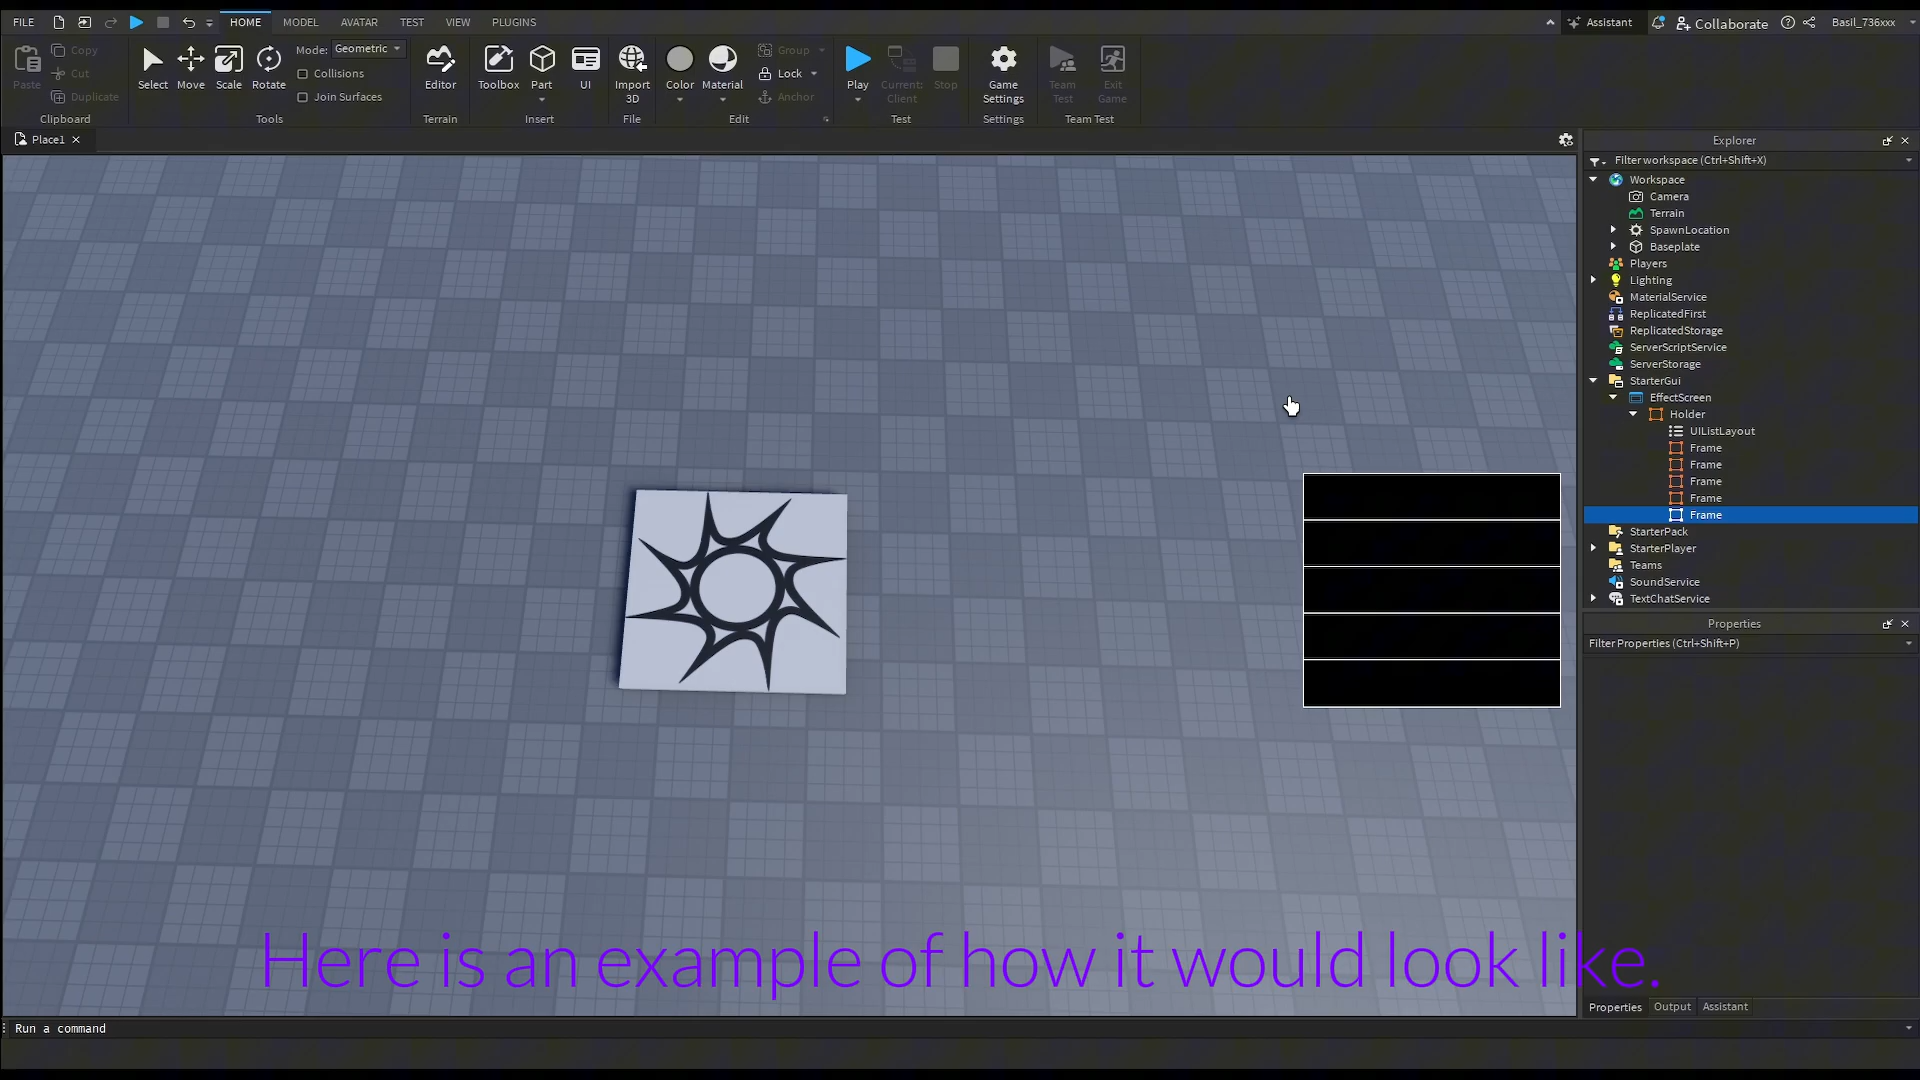 FILE HOME MODEL AVATAR TEST VIEW PLUGINS Assistant Collaborate Basil_736xxx
Paste Copy Cut Duplicate Clipboard
Select Move Scale Rotate Mode: Geometric Collisions Join Surfaces Tools
Editor Terrain
Toolbox Part UI Insert
Import 3D File
Color Material Group Lock Anchor Edit
Play Current: Client Stop Test
Game Settings Settings
Team Test Exit Game Team Test
Place1
Explorer
Filter workspace (Ctrl+Shift+X)
Workspace
Camera
Terrain
SpawnLocation
Baseplate
Players
Lighting
MaterialService
ReplicatedFirst
ReplicatedStorage
ServerScriptService
ServerStorage
StarterGui
EffectScreen
Holder
UIListLayout
Frame
Frame
Frame
Frame
Frame
StarterPack
StarterPlayer
Teams
SoundService
TextChatService
Properties
Filter Properties (Ctrl+Shift+P)
Here is an example of how it would look like.
Properties Output Assistant
Run a command